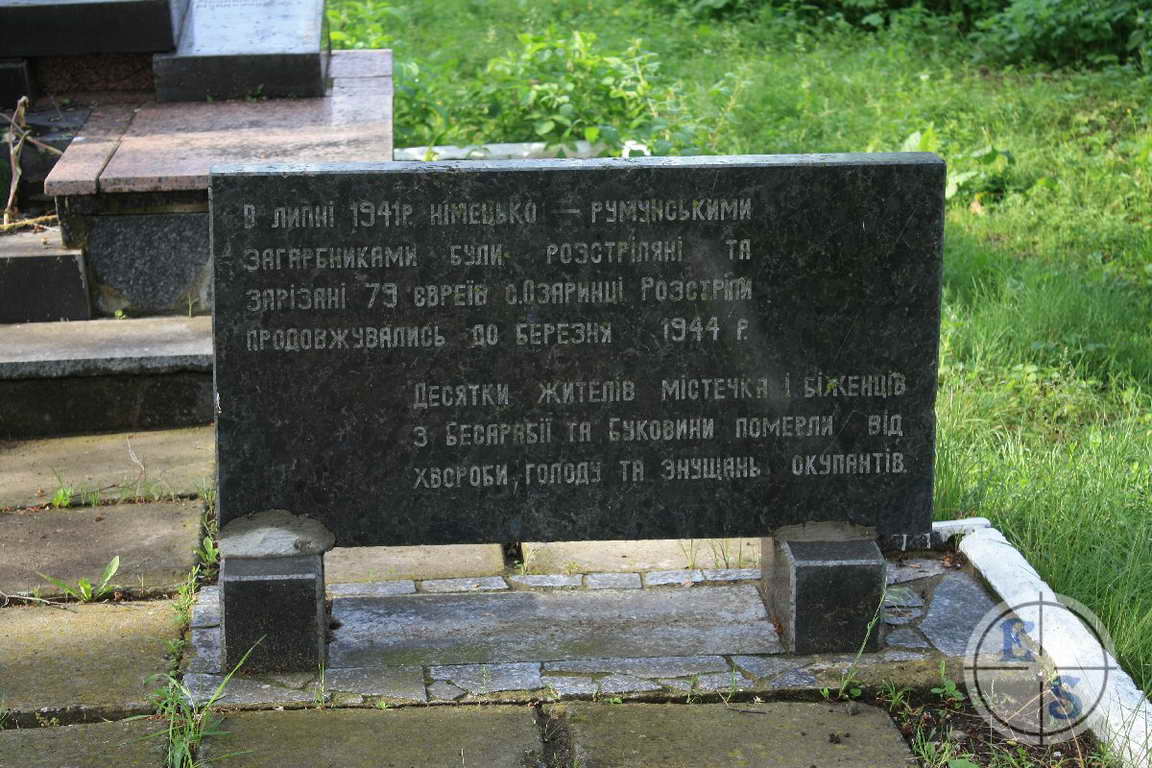 В липні 1941р. німецько – румунськими
загарбниками були розстріляні та
зарізані 79 євреїв с.Озаринці Розстріли
продовжувались до березня 1944 р.
Десятки жителів містечка і біженців
з Бесарабії та Буковини померли від
хвороби, голоду та знущань окупантів.
ES